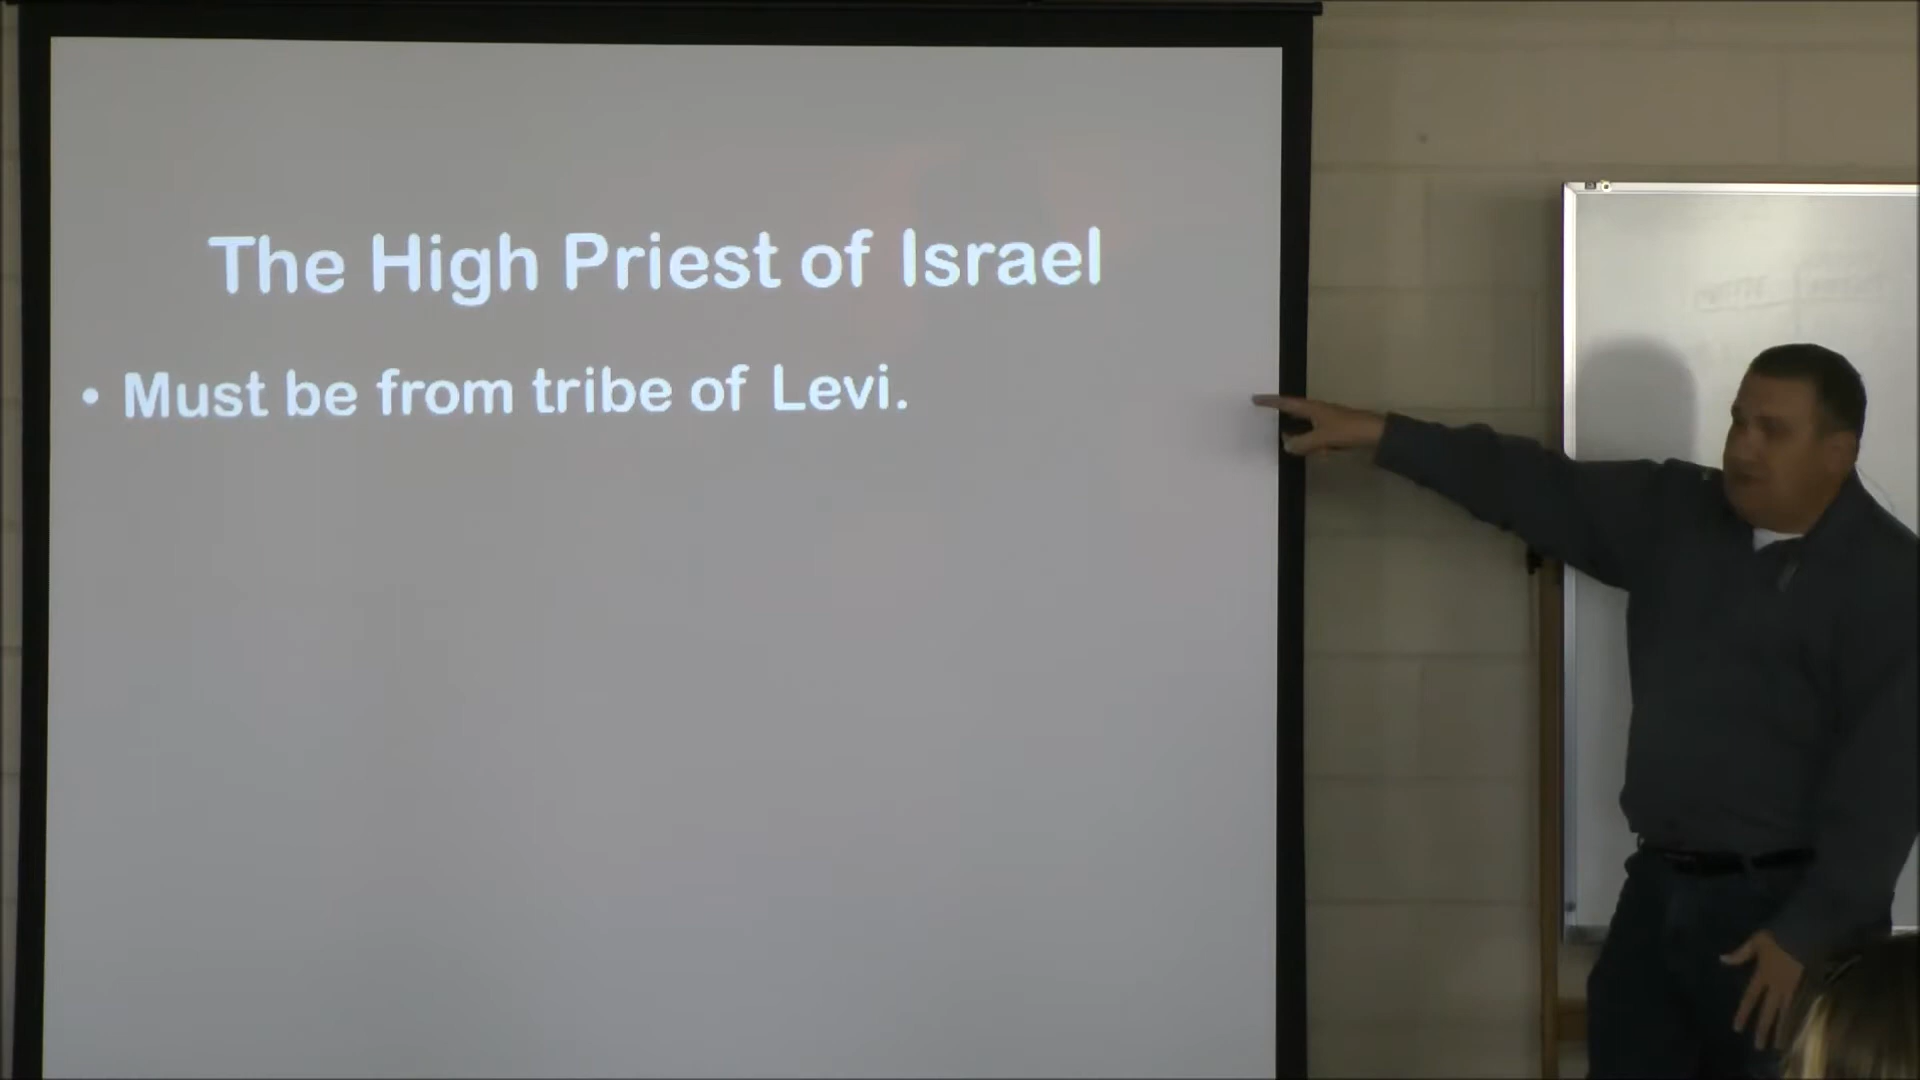 The High Priest of Israel
• Must be from tribe of Levi.